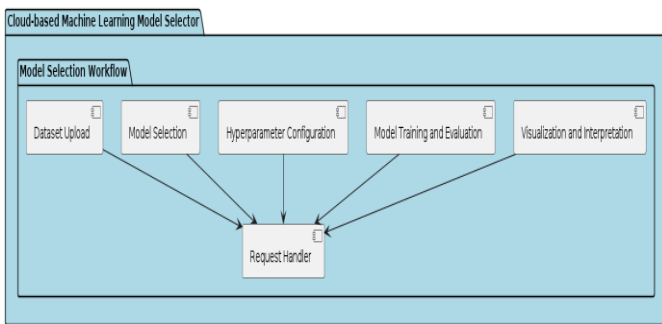 Cloud-based Machine Learning Model Selector
Model Selection Workflow
Dataset Upload
Model Selection
Hyperparameter Configuration
Model Training and Evaluation
Visualization and Interpretation
Request Handler